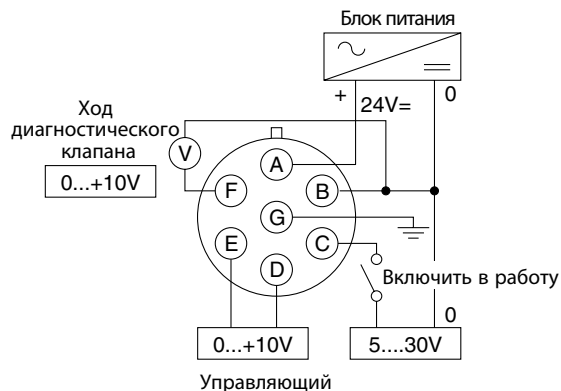 Блок питания
+
24V=
0
Ход
диагностического
клапана
V
0...+10V
A
F
B
G
E
C
D
Включить в работу
0
0...+10V
5....30V
Управляющий